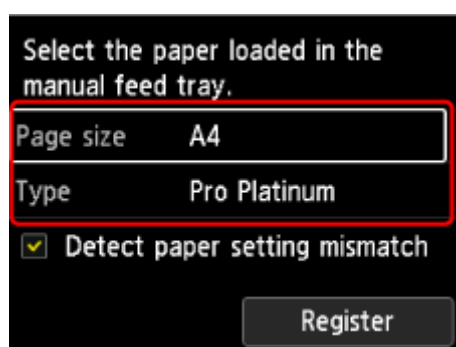 Select the paper loaded in the
manual feed tray.
Page size A4
Type Pro Platinum
Detect paper setting mismatch
Register